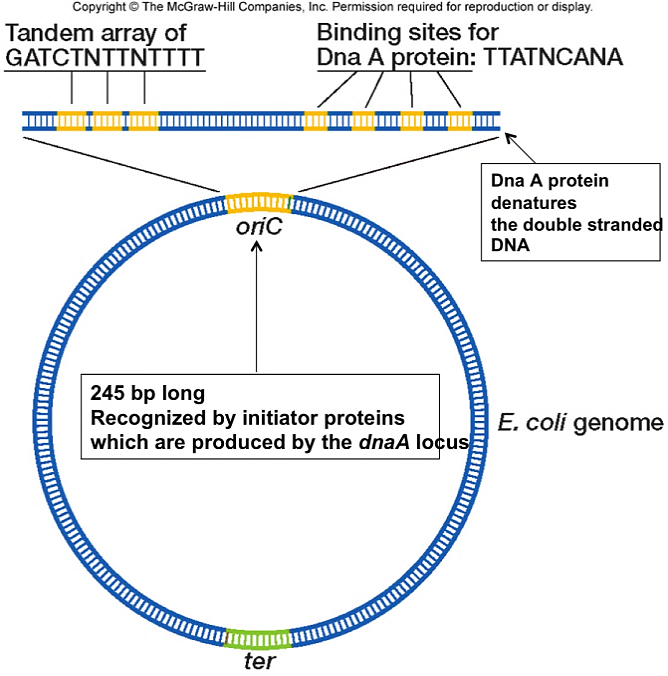 Copyright © The McGraw-Hill Companies, Inc. Permission required for reproduction or display.
Tandem array of
GATCTNTTNTTTT
Binding sites for
Dna A protein: TTATNCANA
Dna A protein
denatures
the double stranded
DNA
oriC
245 bp long
Recognized by initiator proteins
which are produced by the dnaA locus
E. coli genome
ter